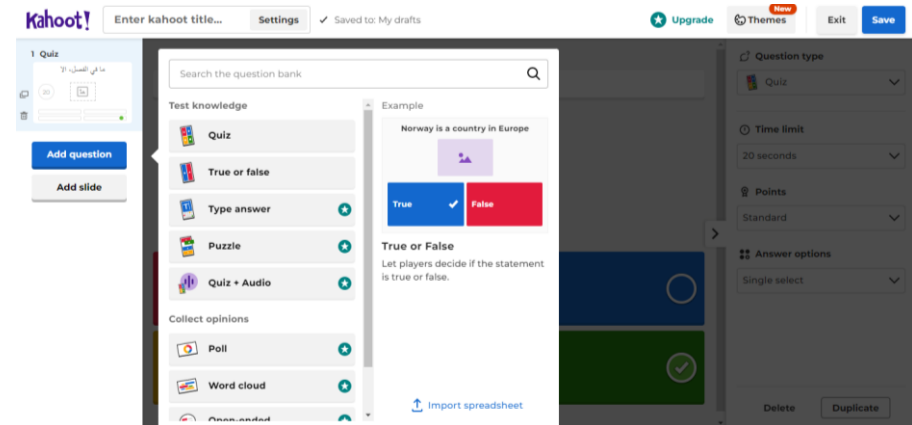 Kahoot!
Enter kahoot title...
Settings
Saved to: My drafts
Upgrade
New
Themes
Exit
Save
1 Quiz
ما في الفصل، الا
20
Add question
Add slide
Search the question bank
Test knowledge
Quiz
True or false
Type answer
Puzzle
Quiz + Audio
Collect opinions
Poll
Word cloud
Open-ended
Example
Norway is a country in Europe
True
False
True or False
Let players decide if the statement
is true or false.
Import spreadsheet
Question type
Quiz
Time limit
20 seconds
Points
Standard
Answer options
Single select
Delete
Duplicate